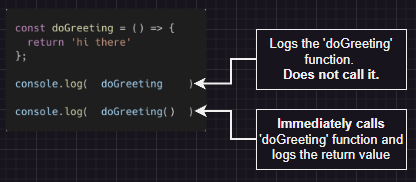 const doGreeting = () => {
  return 'hi there'
};
console.log(  doGreeting    )
console.log(  doGreeting()  )
Logs the 'doGreeting'
function.
Does not call it.
Immediately calls
'doGreeting' function and
logs the return value